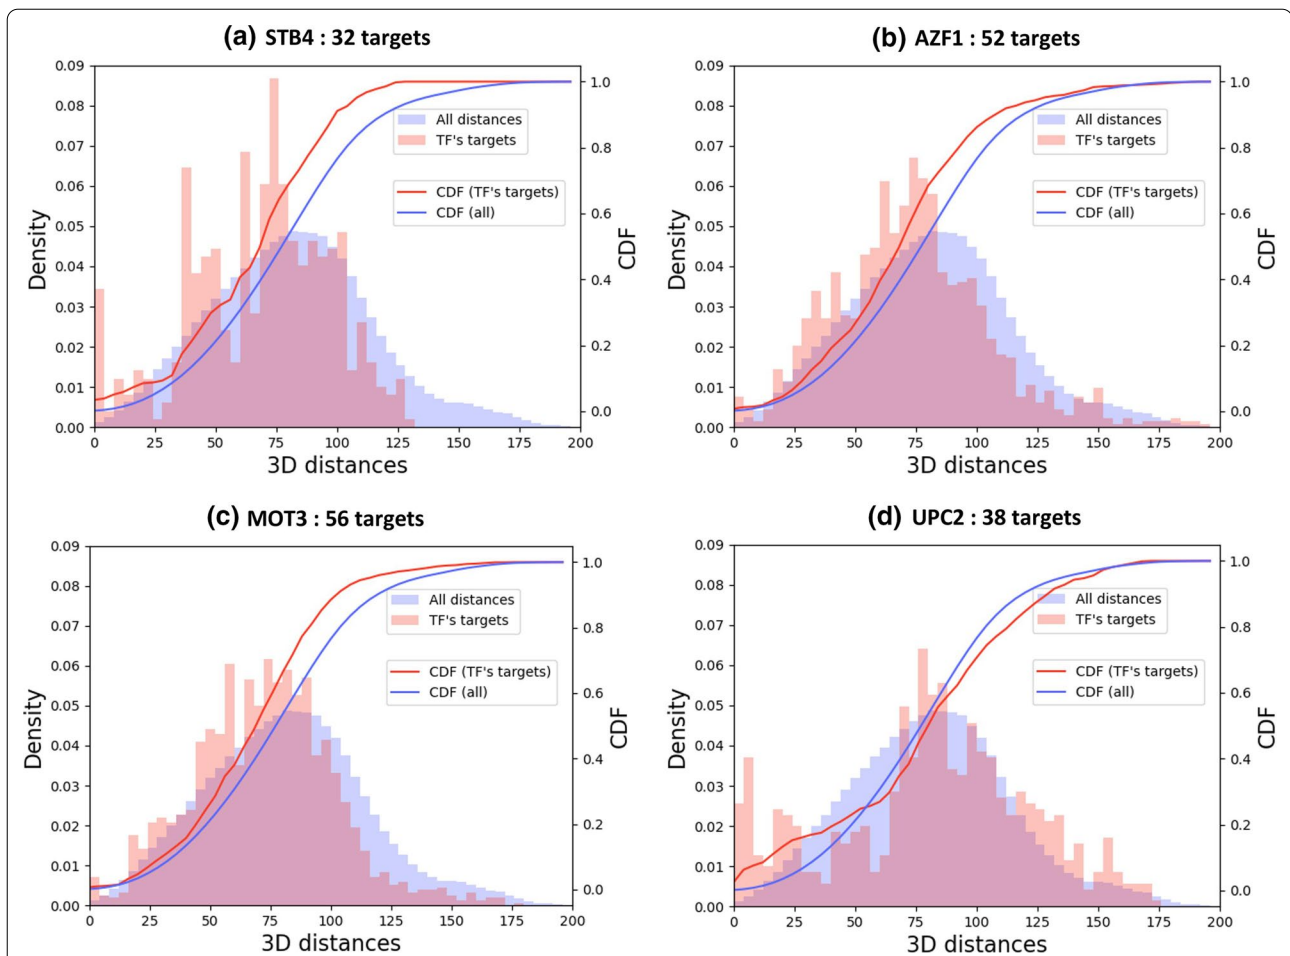 (a) STB4 : 32 targets
0.09
0.08
0.07
0.06
0.05
0.04
0.03
0.02
0.01
0.00
Density
1.0
0.8
0.6
0.4
0.2
0.0
CDF
All distances
TF's targets
CDF (TF's targets)
CDF (all)
0 25 50 75 100 125 150 175 200
3D distances
(b) AZF1 : 52 targets
0.09
0.08
0.07
0.06
0.05
0.04
0.03
0.02
0.01
0.00
Density
1.0
0.8
0.6
0.4
0.2
0.0
CDF
All distances
TF's targets
CDF (TF's targets)
CDF (all)
0 25 50 75 100 125 150 175 200
3D distances
(c) MOT3 : 56 targets
0.09
0.08
0.07
0.06
0.05
0.04
0.03
0.02
0.01
0.00
Density
1.0
0.8
0.6
0.4
0.2
0.0
CDF
All distances
TF's targets
CDF (TF's targets)
CDF (all)
0 25 50 75 100 125 150 175 200
3D distances
(d) UPC2 : 38 targets
0.09
0.08
0.07
0.06
0.05
0.04
0.03
0.02
0.01
0.00
Density
1.0
0.8
0.6
0.4
0.2
0.0
CDF
All distances
TF's targets
CDF (TF's targets)
CDF (all)
0 25 50 75 100 125 150 175 200
3D distances